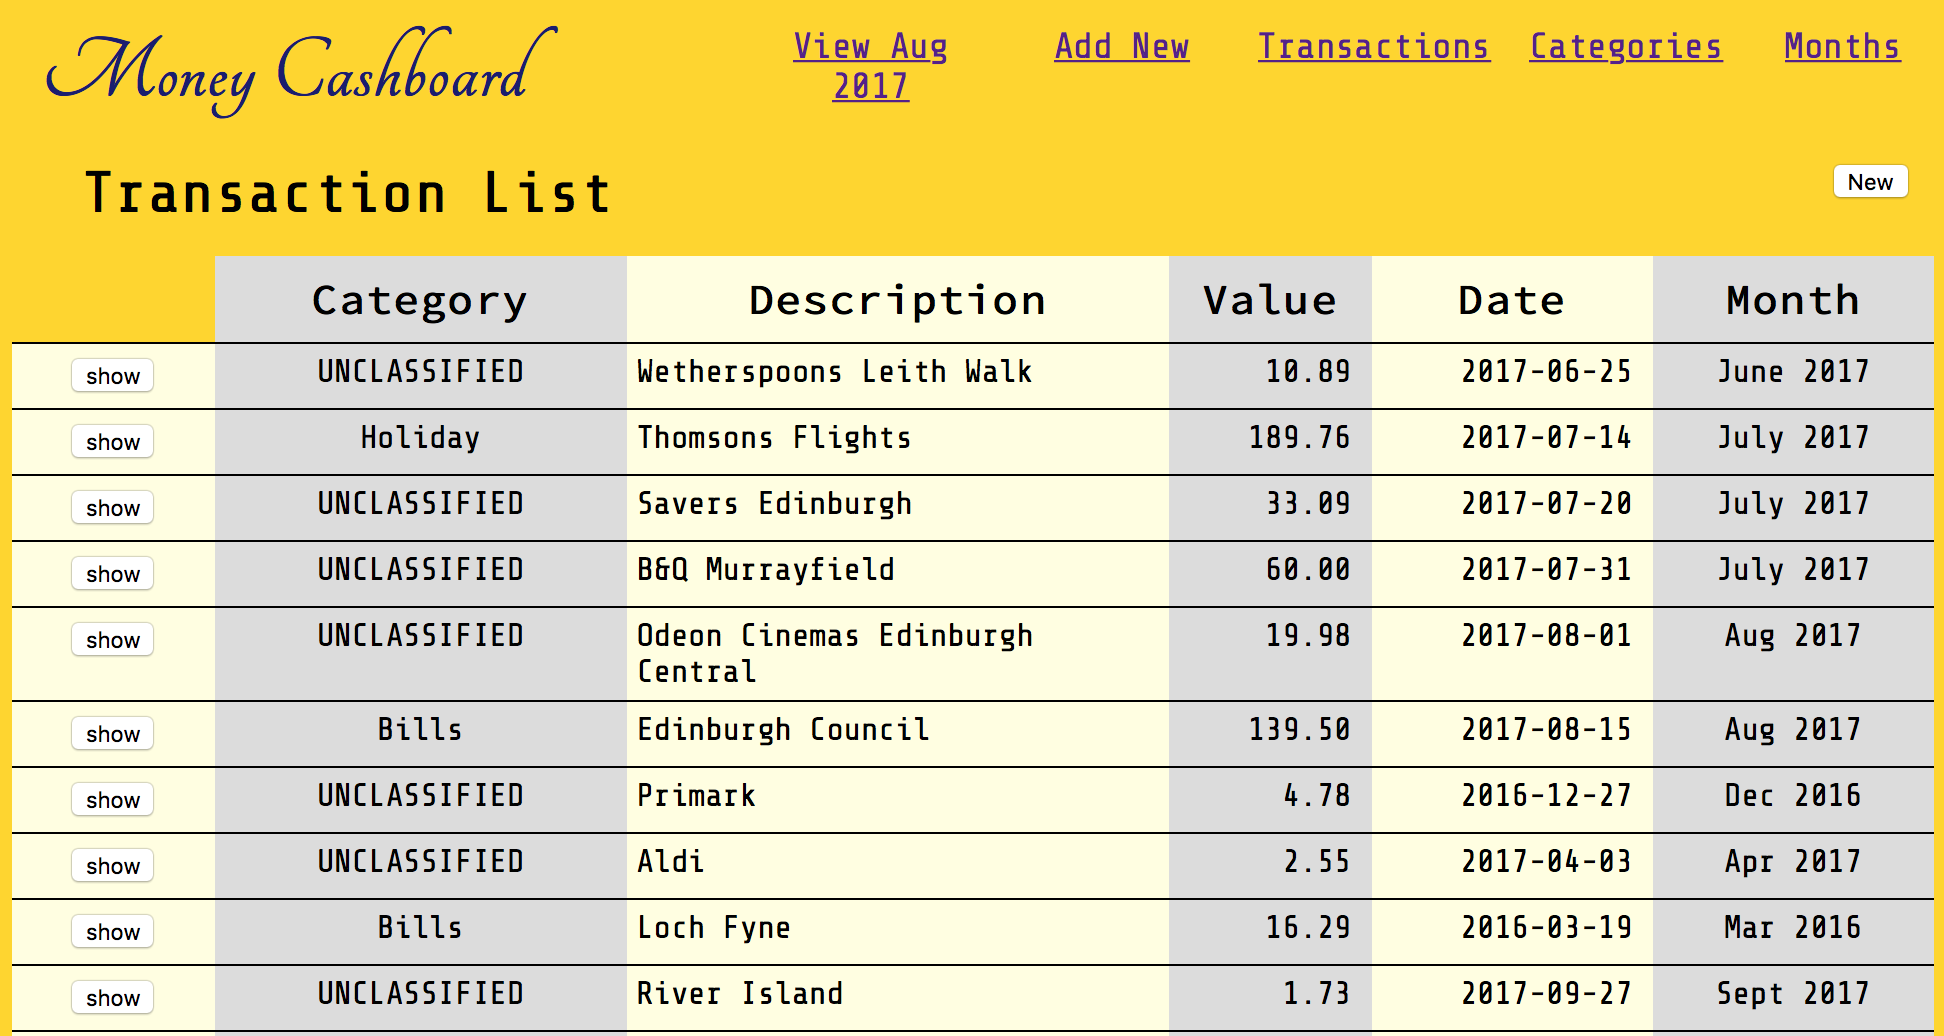 Money Cashboard
View Aug
2017
Add New
Transactions
Categories
Months
Transaction List
New
Category Description Value Date Month
show UNCLASSIFIED Wetherspoons Leith Walk 10.89 2017-06-25 June 2017
show Holiday Thomsons Flights 189.76 2017-07-14 July 2017
show UNCLASSIFIED Savers Edinburgh 33.09 2017-07-20 July 2017
show UNCLASSIFIED B&Q Murrayfield 60.00 2017-07-31 July 2017
show UNCLASSIFIED Odeon Cinemas Edinburgh 19.98 2017-08-01 Aug 2017
Central
show Bills Edinburgh Council 139.50 2017-08-15 Aug 2017
show UNCLASSIFIED Primark 4.78 2016-12-27 Dec 2016
show UNCLASSIFIED Aldi 2.55 2017-04-03 Apr 2017
show Bills Loch Fyne 16.29 2016-03-19 Mar 2016
show UNCLASSIFIED River Island 1.73 2017-09-27 Sept 2017